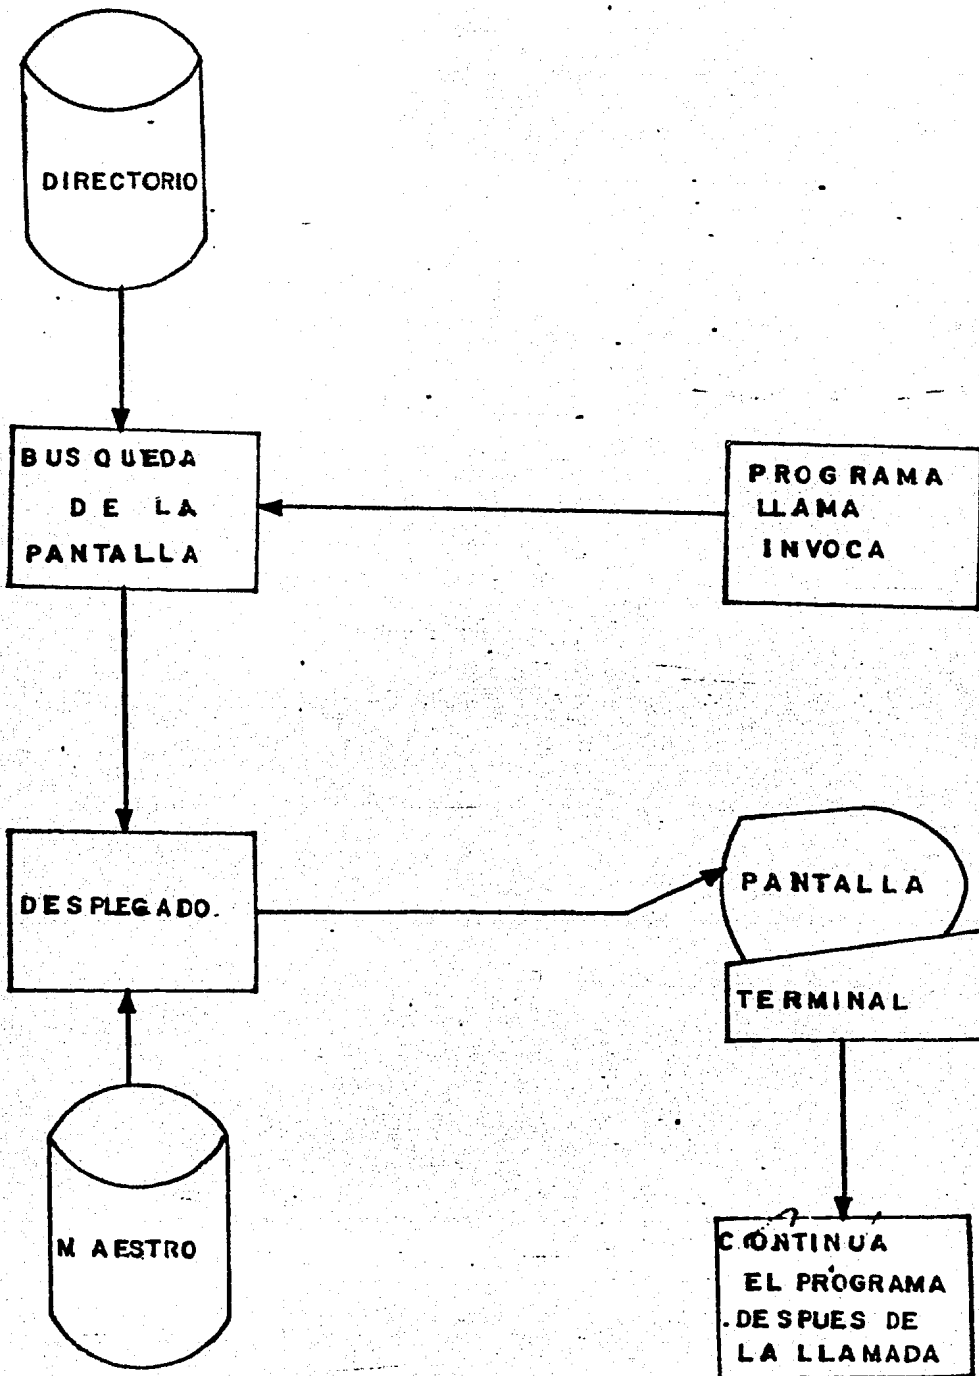 DIRECTORIO
BUSQUEDA
DE LA
PANTALLA
PROGRAMA
LLAMA
INVOCA
DESPLEGADO.
PANTALLA
TERMINAL
MAESTRO
CONTINUA
EL PROGRAMA
DESPUES DE
LA LLAMADA